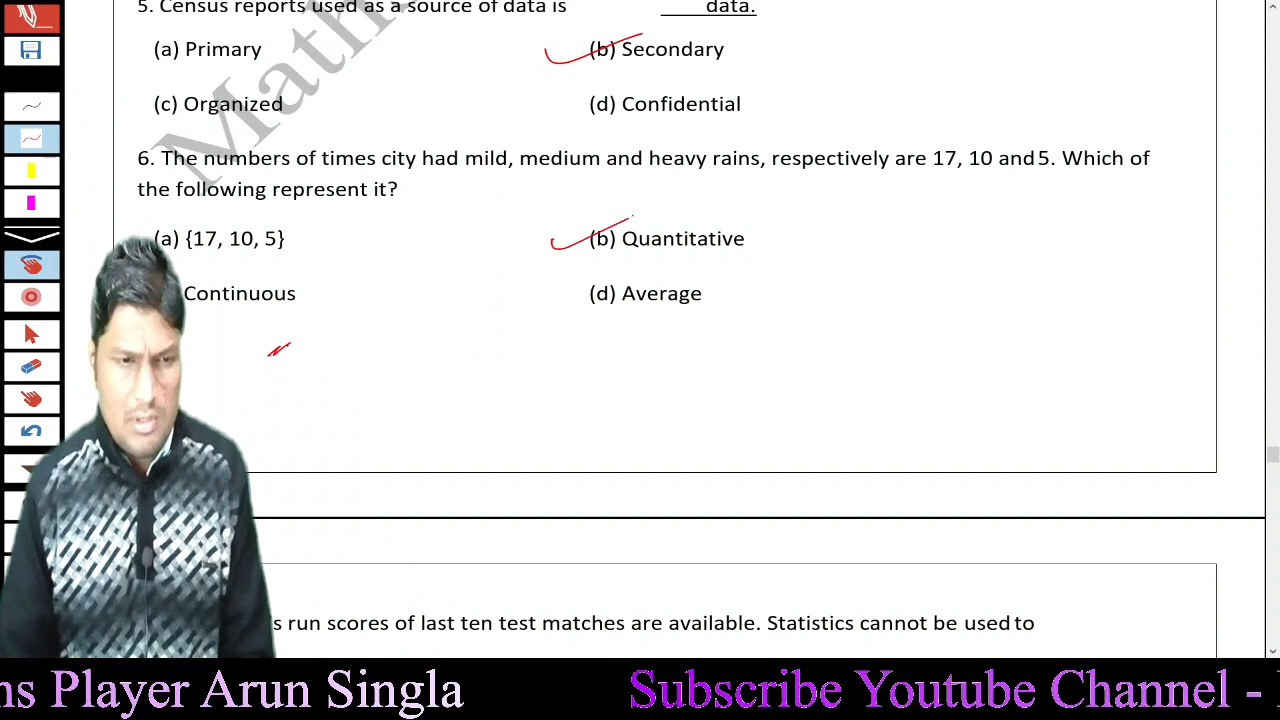 5. Census reports used as a source of data is ____ data.
(a) Primary (b) Secondary
(c) Organized (d) Confidential
Maths
6. The numbers of times city had mild, medium and heavy rains, respectively are 17, 10 and 5. Which of
the following represent it?
(a) {17, 10, 5} (b) Quantitative
Continuous (d) Average
's run scores of last ten test matches are available. Statistics cannot be used to
ns Player Arun Singla Subscribe Youtube Channel -